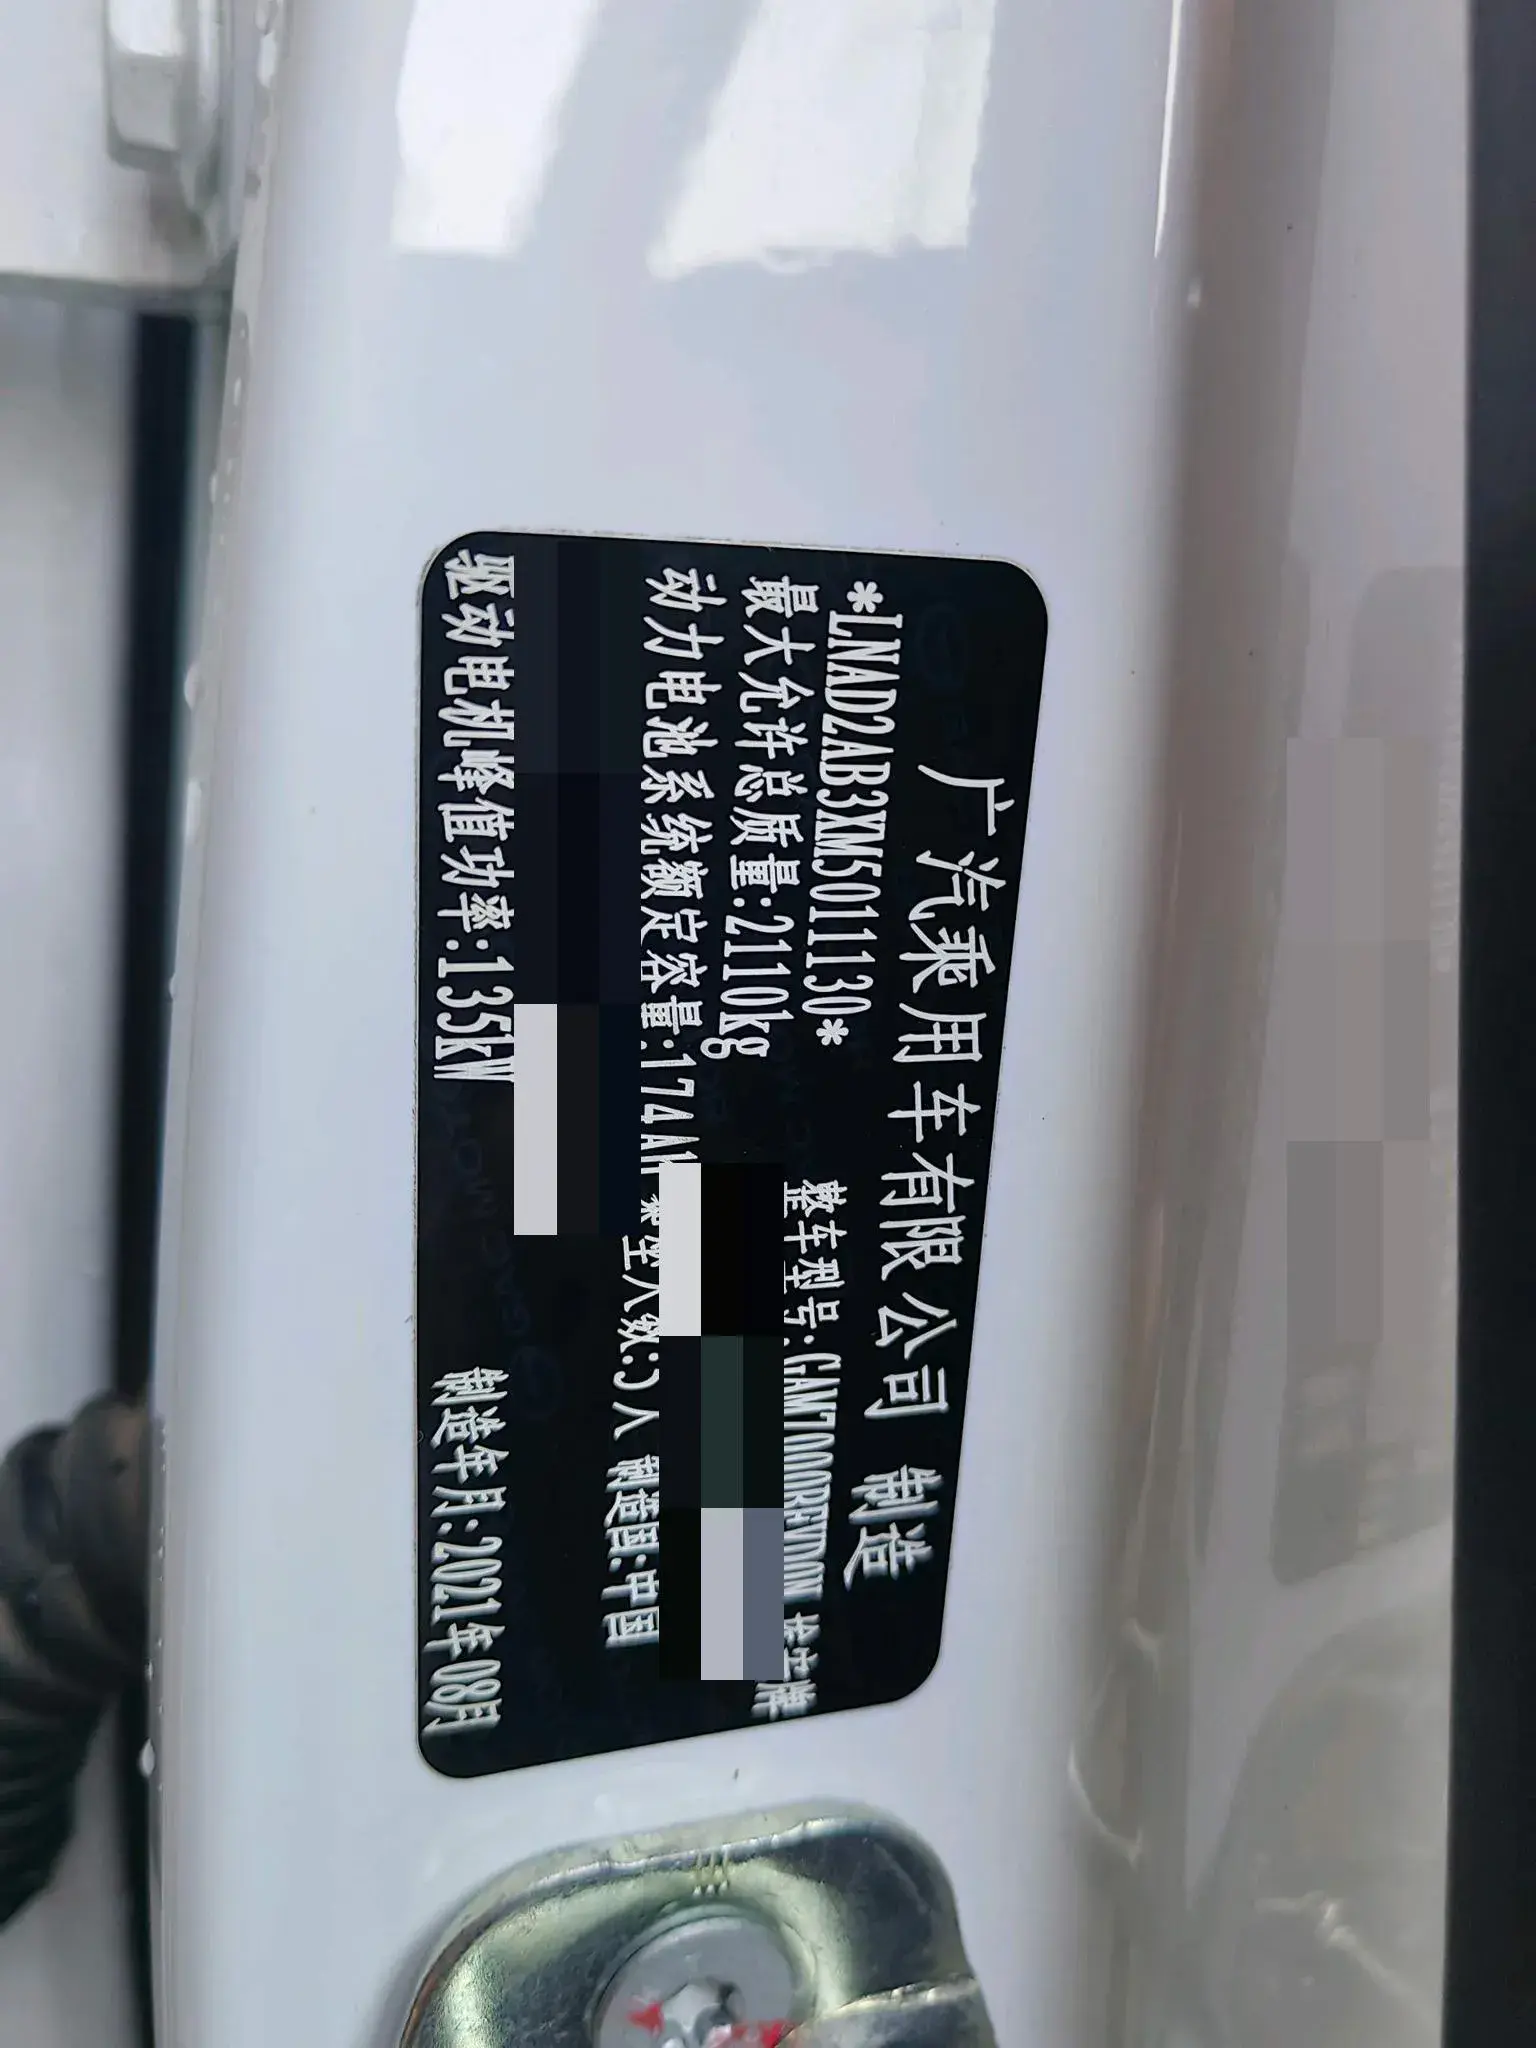 广汽乘用车有限公司 制造
*LNAD2AB3XM5011130* 整车型号:GAM7000BEVD0N 传祺牌
最大允许总质量:2110kg
动力电池系统额定容量:174Ah 乘坐人数:5人 制造国:中国
驱动电机峰值功率:135kW 制造年月:2021年08月